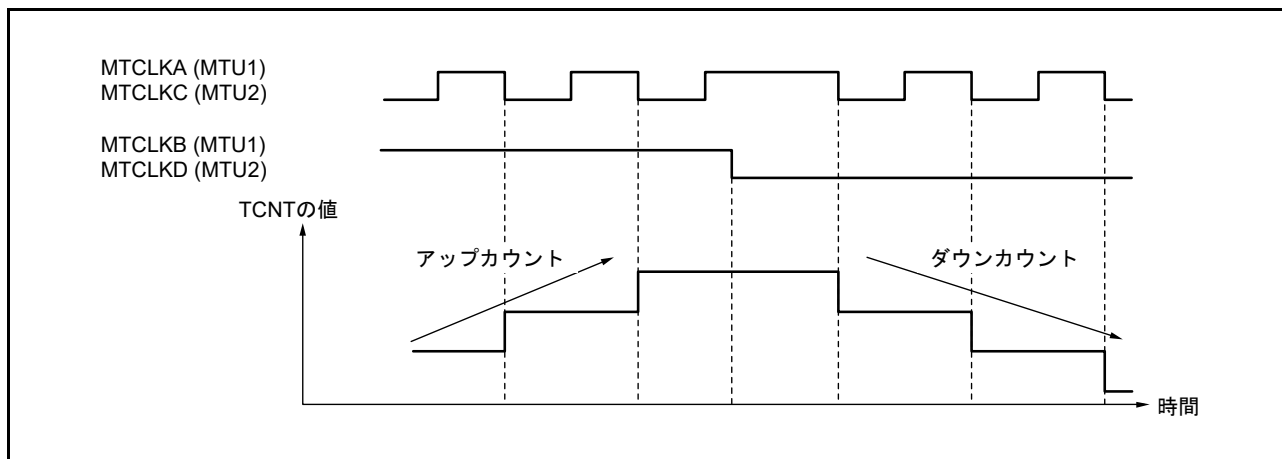 MTCLKA (MTU1)
MTCLKC (MTU2)
MTCLKB (MTU1)
MTCLKD (MTU2)
TCNTの値
アップカウント
ダウンカウント
時間